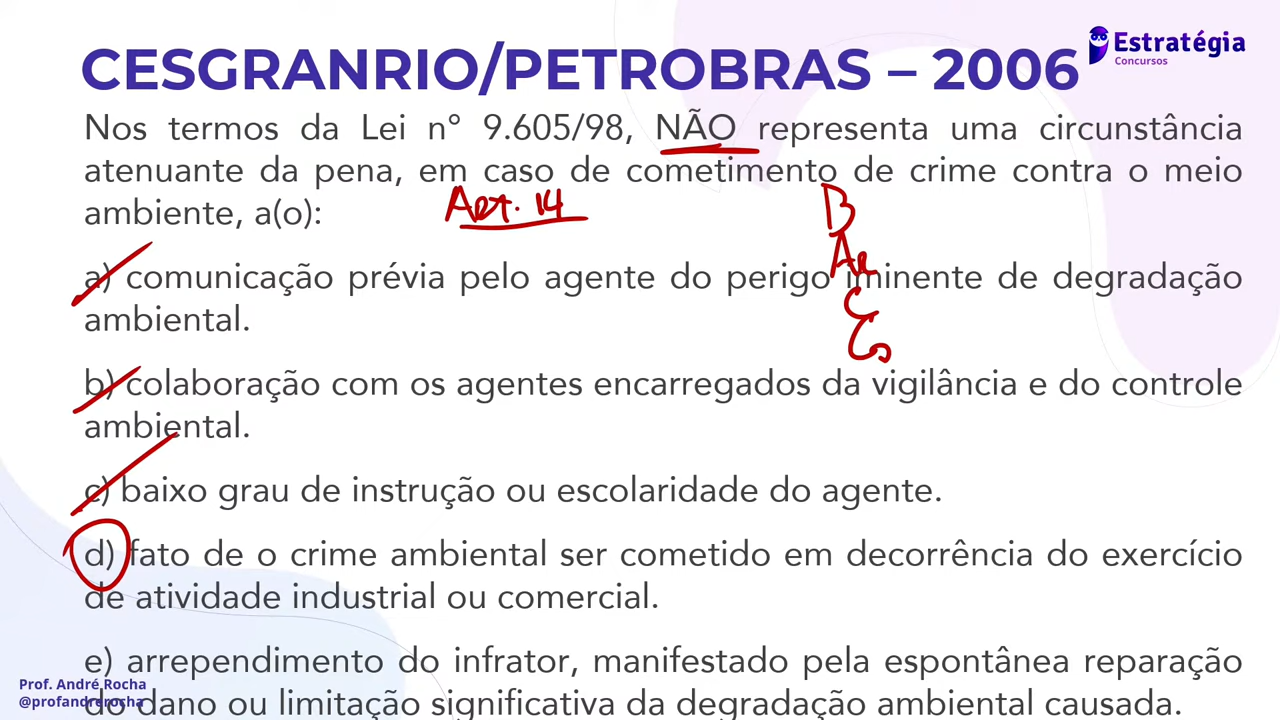 CESGRANRIO/PETROBRAS – 2006
Estratégia
Concursos
Nos termos da Lei n° 9.605/98, NÃO representa uma circunstância
atenuante da pena, em caso de cometimento de crime contra o meio
ambiente, a(o):
Art. 14
B
Ar
C
Co
a) comunicação prévia pelo agente do perigo iminente de degradação
ambiental.
b) colaboração com os agentes encarregados da vigilância e do controle
ambiental.
c) baixo grau de instrução ou escolaridade do agente.
d) fato de o crime ambiental ser cometido em decorrência do exercício
de atividade industrial ou comercial.
e) arrependimento do infrator, manifestado pela espontânea reparação
do dano ou limitação significativa da degradação ambiental causada.
Prof. André Rocha
@profandrerocha